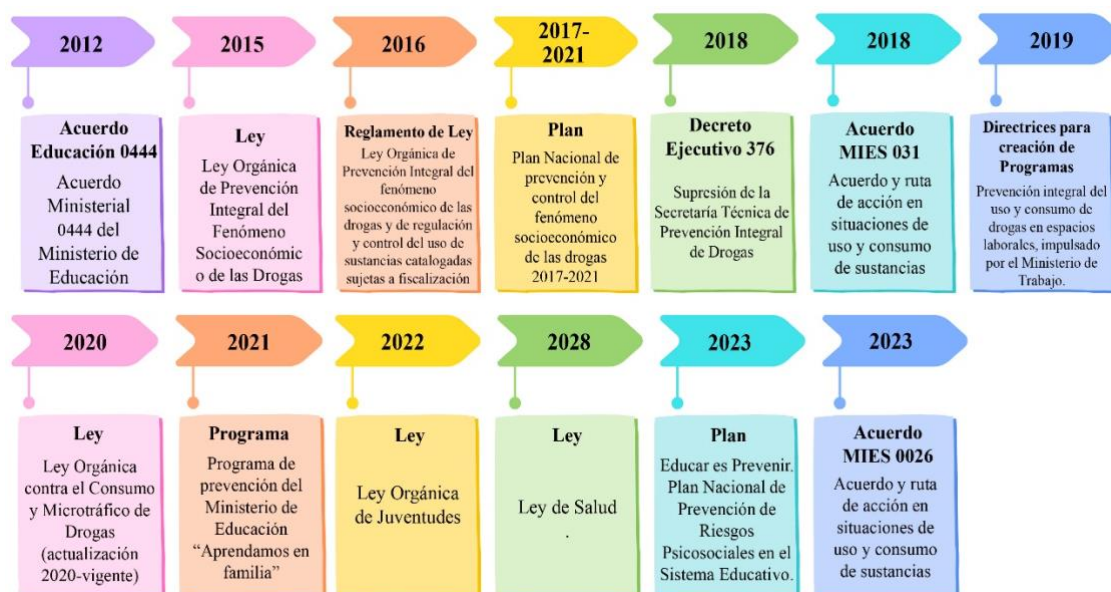 2012
Acuerdo
Educación 0444
Acuerdo
Ministerial
0444 del
Ministerio de
Educación
2015
Ley
Ley Orgánica
de Prevención
Integral del
Fenómeno
Socioeconómic
o de las Drogas
2016
Reglamento de Ley
Ley Orgánica de
Prevención Integral del
fenómeno
socioeconómico de las
drogas y de regulación
y control del uso de
sustancias catalogadas
sujetas a fiscalización
2017-
2021
Plan
Plan Nacional de
prevención y
control del
fenómeno
socioeconómico
de las drogas
2017-2021
2018
Decreto
Ejecutivo 376
Supresión de la
Secretaría Técnica de
Prevención Integral
de Drogas
2018
Acuerdo
MIES 031
Acuerdo y ruta
de acción en
situaciones de
uso y consumo
de sustancias
2019
Directrices para
creación de
Programas
Prevención integral del
uso y consumo de
drogas en espacios
laborales, impulsado
por el Ministerio de
Trabajo.
2020
Ley
Ley Orgánica
contra el Consumo
y Microtráfico de
Drogas
(actualización
2020-vigente)
2021
Programa
Programa de
prevención del
Ministerio de
Educación
“Aprendamos en
familia”
2022
Ley
Ley Orgánica
de Juventudes
2028
Ley
Ley de Salud
.
2023
Plan
Educar es Prevenir.
Plan Nacional de
Prevención de
Riesgos
Psicosociales en el
Sistema Educativo.
2023
Acuerdo
MIES 0026
Acuerdo y ruta
de acción en
situaciones de
uso y consumo
de sustancias